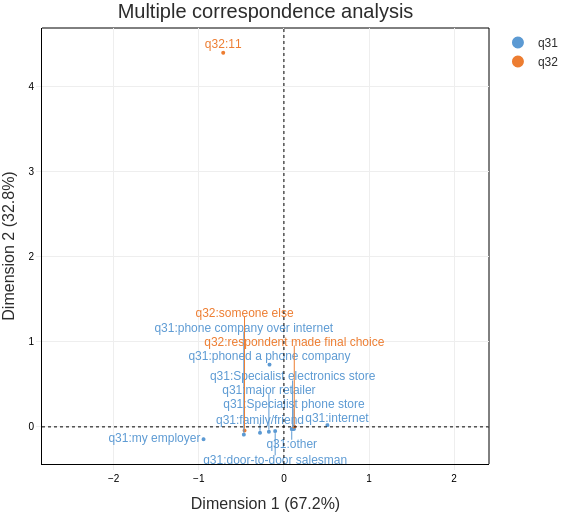 Multiple correspondence analysis
q31
q32
q32:11
4
3
2
1
0
Dimension 2 (32.8%)
q32:someone else
q31:phone company over internet
q32:respondent made final choice
q31:phoned a phone company
q31:Specialist electronics store
q31:major retailer
q31:Specialist phone store
q31:family/friend
q31:internet
q31:my employer
q31:other
q31:door-to-door salesman
−2
−1
0
1
2
Dimension 1 (67.2%)